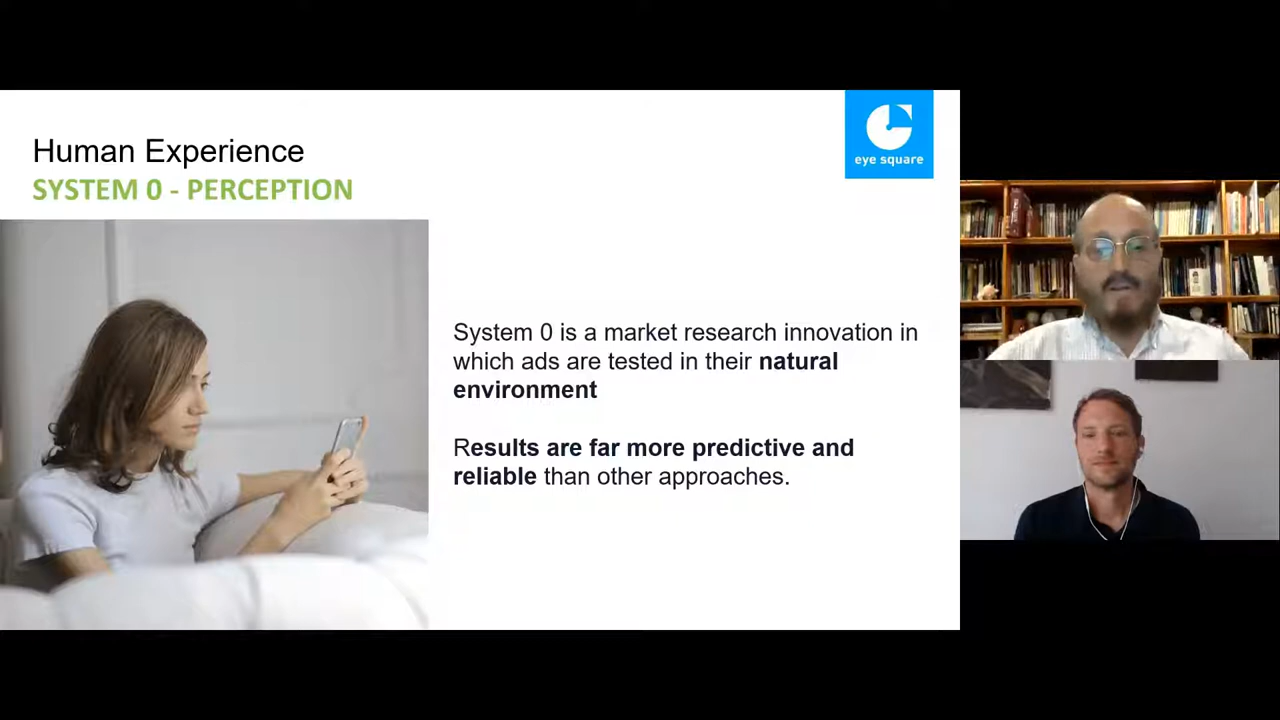 Human Experience
SYSTEM 0 - PERCEPTION
eye square
System 0 is a market research innovation in
which ads are tested in their natural
environment
Results are far more predictive and
reliable than other approaches.